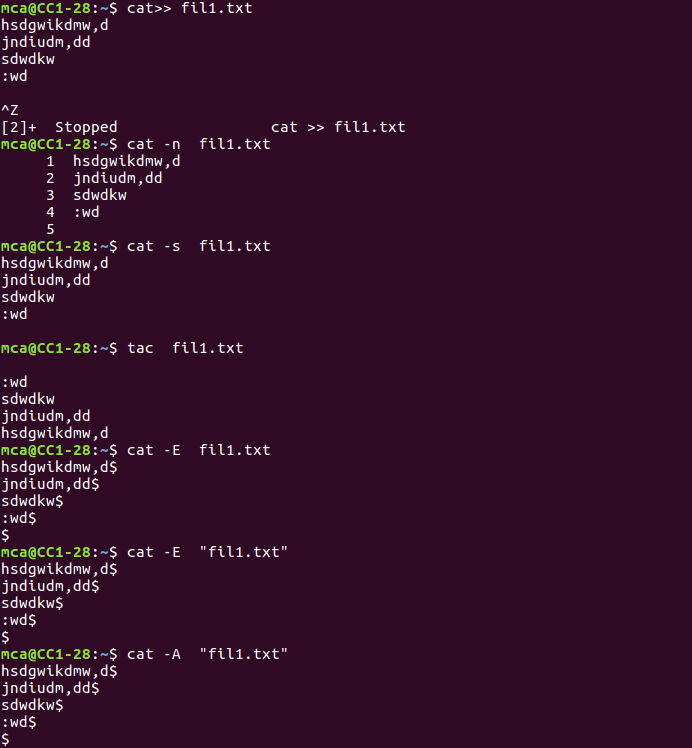 mca@CC1-28:~$ cat>> fil1.txt
hsdgwikdmw,d
jndiudm,dd
sdwdkw
:wd

^Z
[2]+  Stopped                 cat >> fil1.txt
mca@CC1-28:~$ cat -n  fil1.txt
     1  hsdgwikdmw,d
     2  jndiudm,dd
     3  sdwdkw
     4  :wd
     5
mca@CC1-28:~$ cat -s  fil1.txt
hsdgwikdmw,d
jndiudm,dd
sdwdkw
:wd

mca@CC1-28:~$ tac  fil1.txt

:wd
sdwdkw
jndiudm,dd
hsdgwikdmw,d
mca@CC1-28:~$ cat -E  fil1.txt
hsdgwikdmw,d$
jndiudm,dd$
sdwdkw$
:wd$
$
mca@CC1-28:~$ cat -E  "fil1.txt"
hsdgwikdmw,d$
jndiudm,dd$
sdwdkw$
:wd$
$
mca@CC1-28:~$ cat -A  "fil1.txt"
hsdgwikdmw,d$
jndiudm,dd$
sdwdkw$
:wd$
$